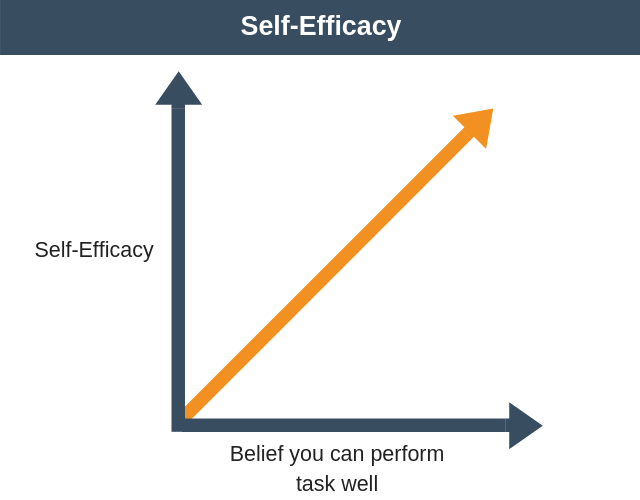 Self-Efficacy
Self-Efficacy
Belief you can perform
task well